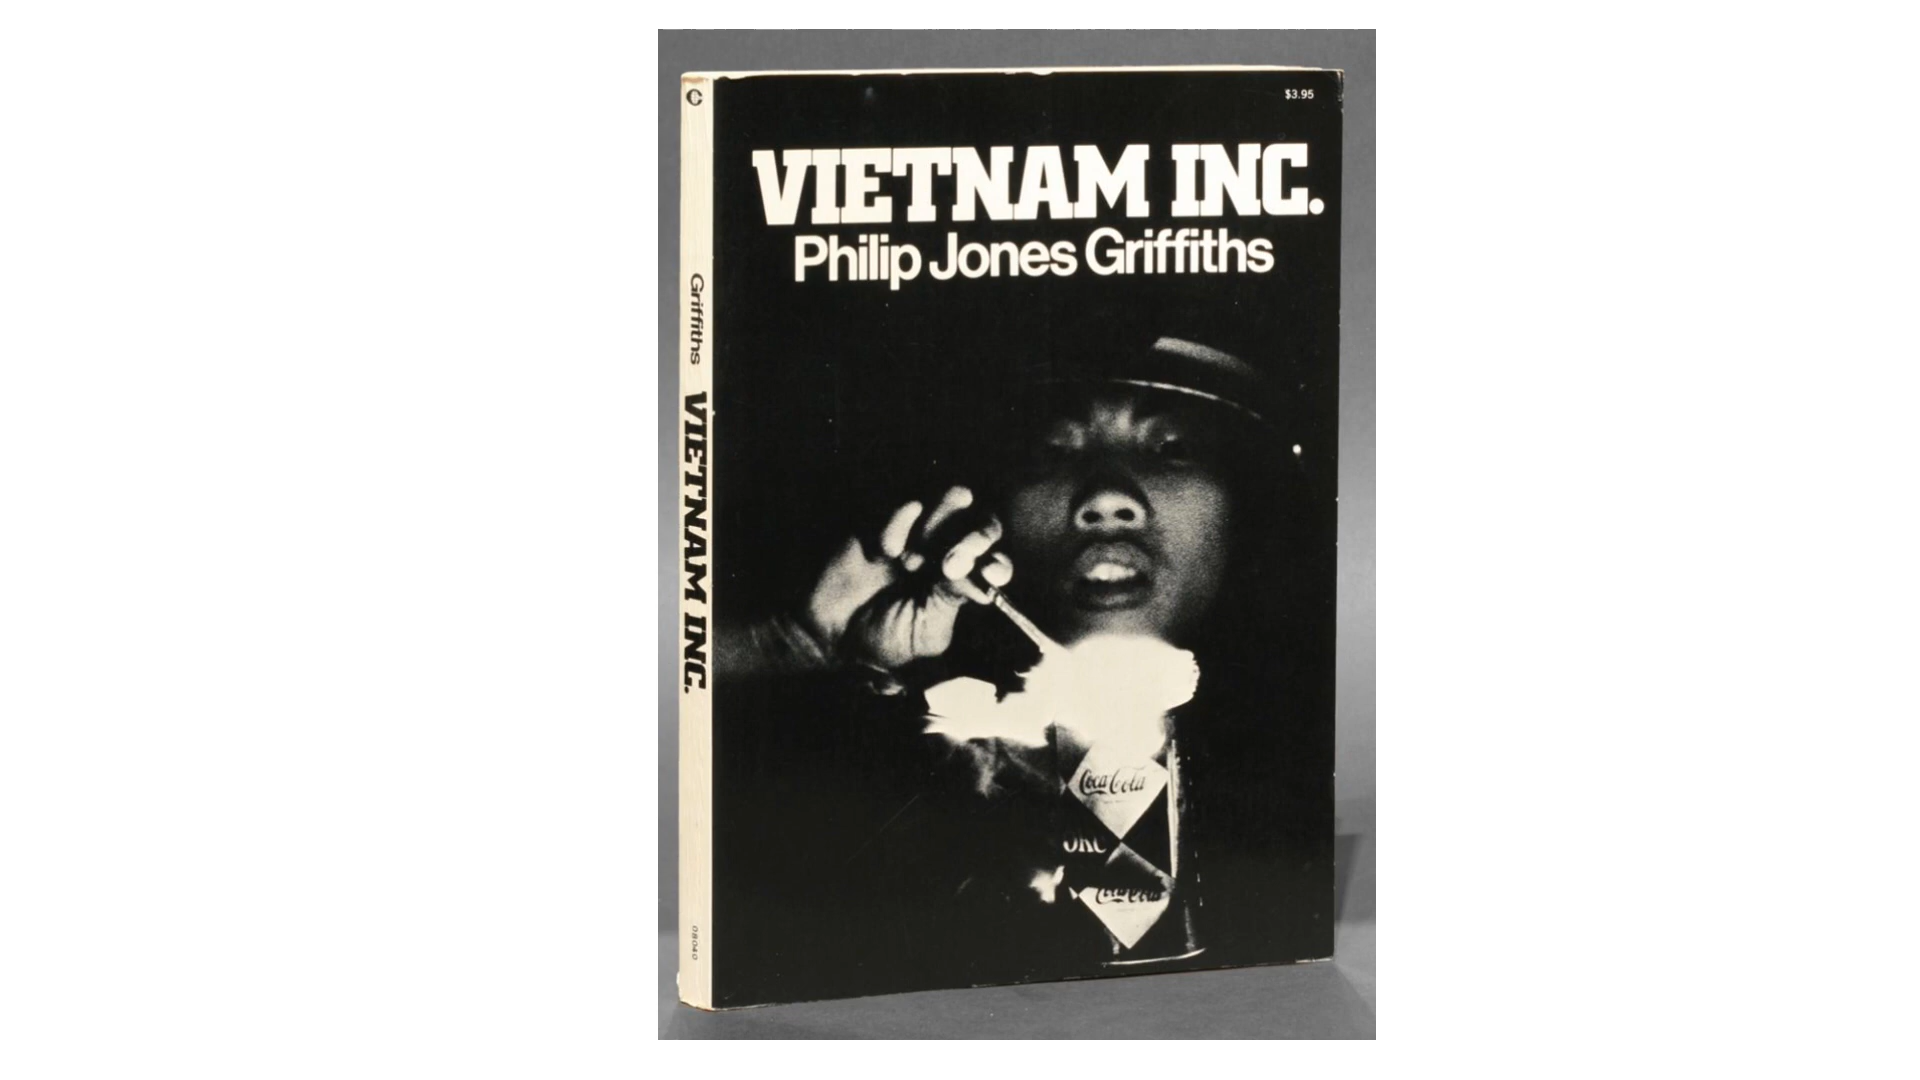 $3.95
VIETNAM INC.
Philip Jones Griffiths
Griffiths VIETNAM INC. 08040
Coca-Cola
Coca-Cola